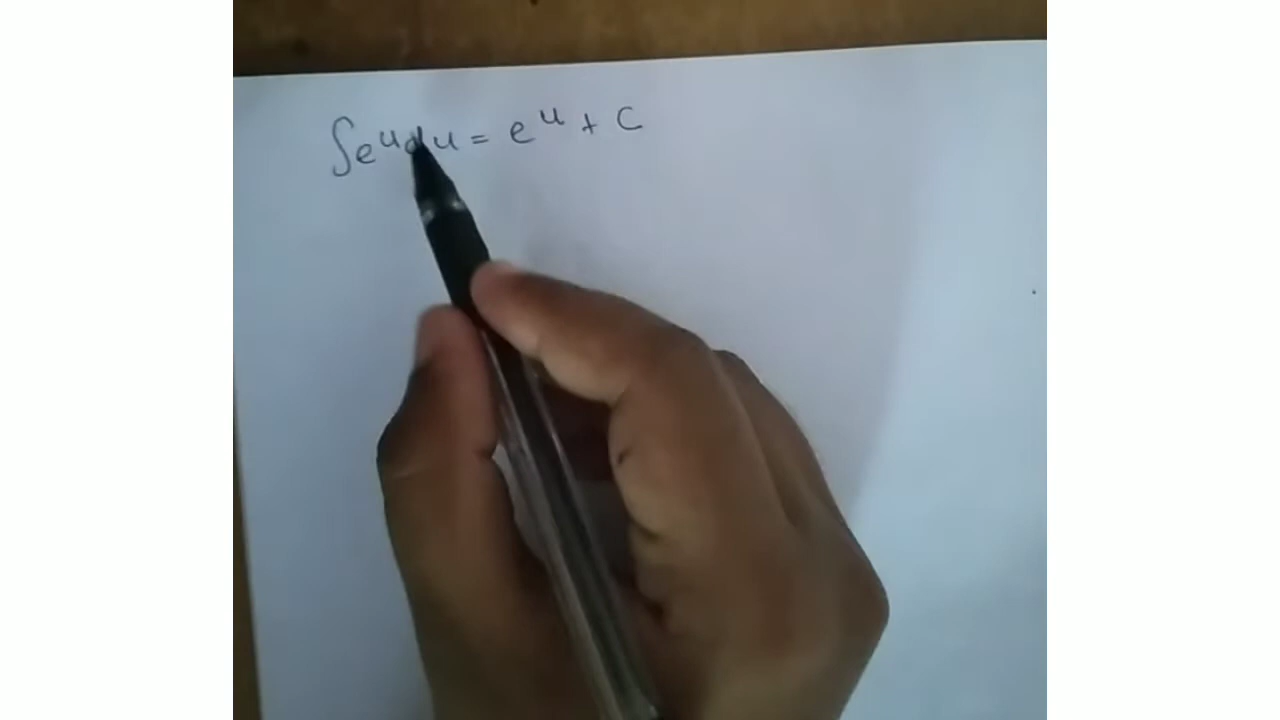 ∫e^u du = e^u + c